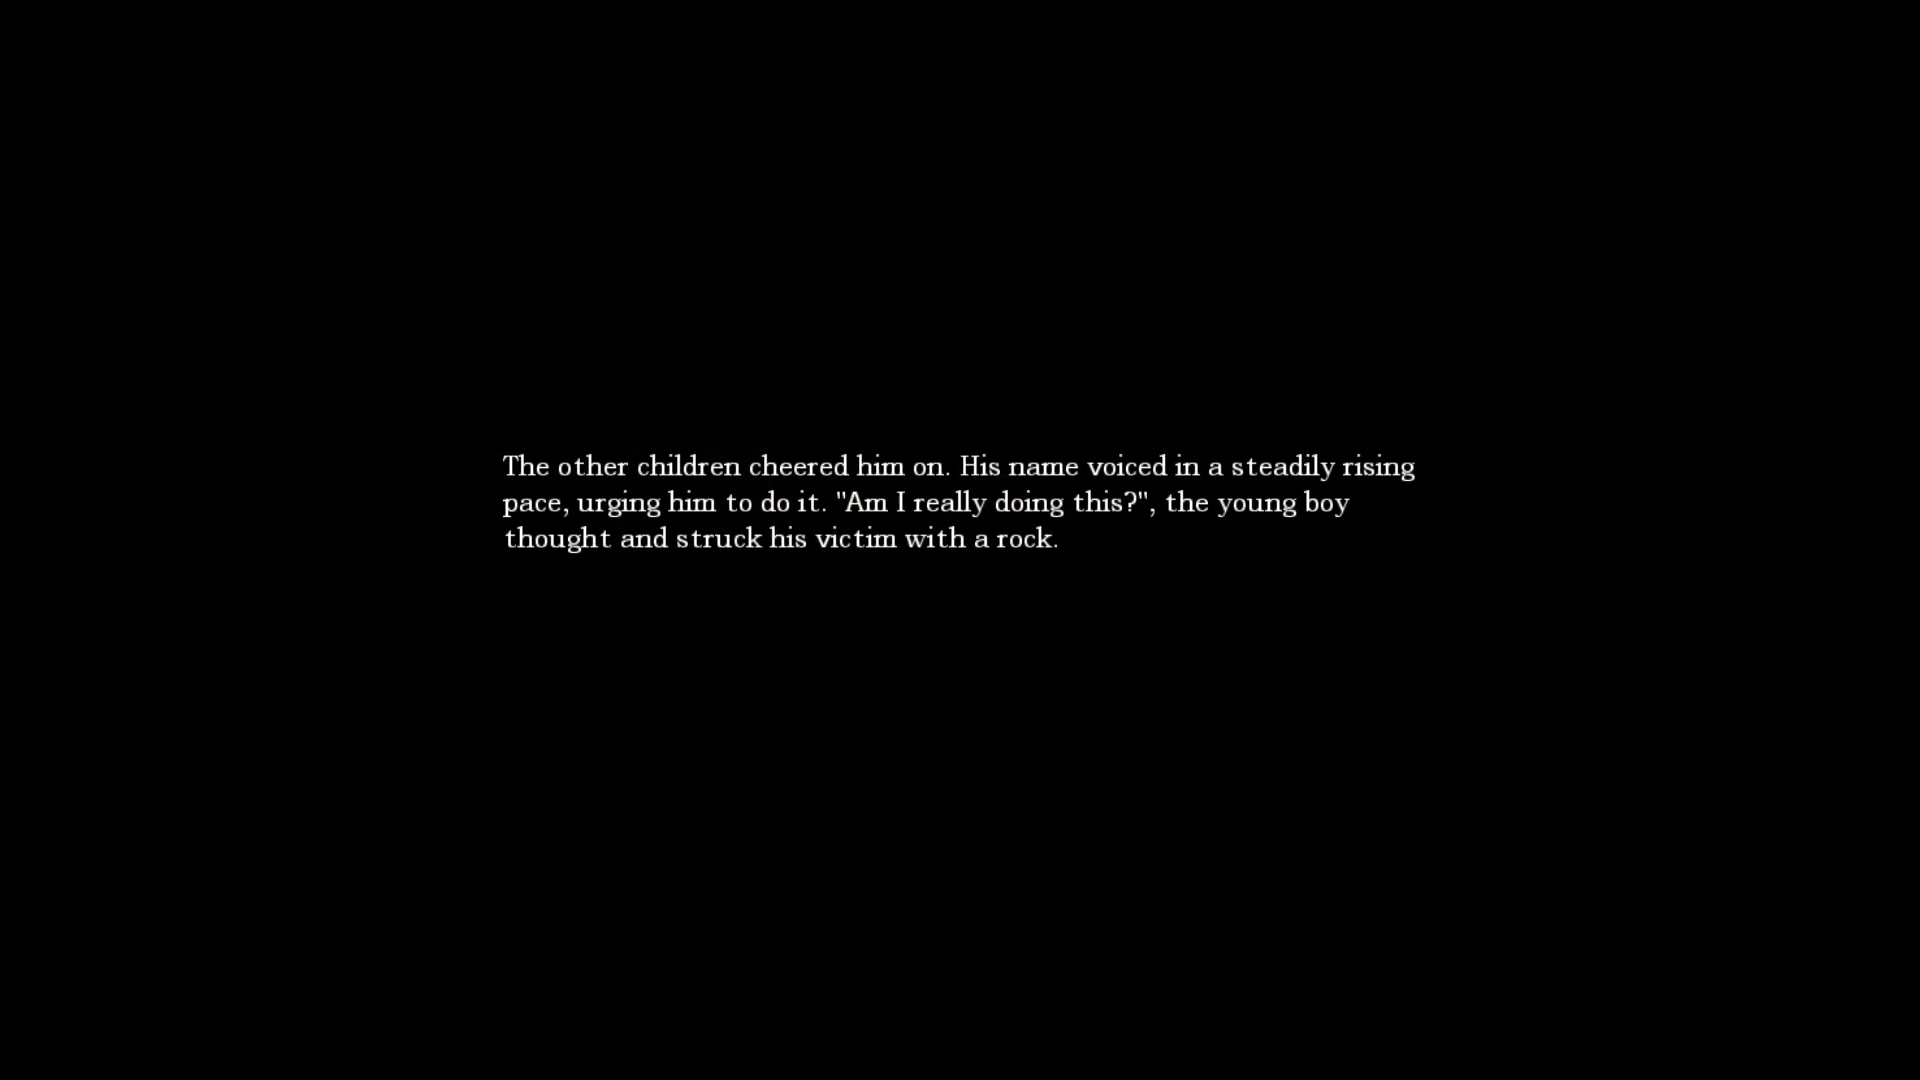 The other children cheered him on. His name voiced in a steadily rising
pace, urging him to do it. "Am I really doing this?", the young boy
thought and struck his victim with a rock.